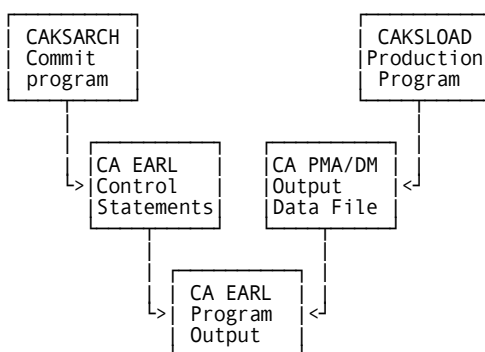 CAKSARCH
Commit
program
CAKSLOAD
Production
Program
CA EARL
Control
Statements
CA PMA/DM
Output
Data File
CA EARL
Program
Output